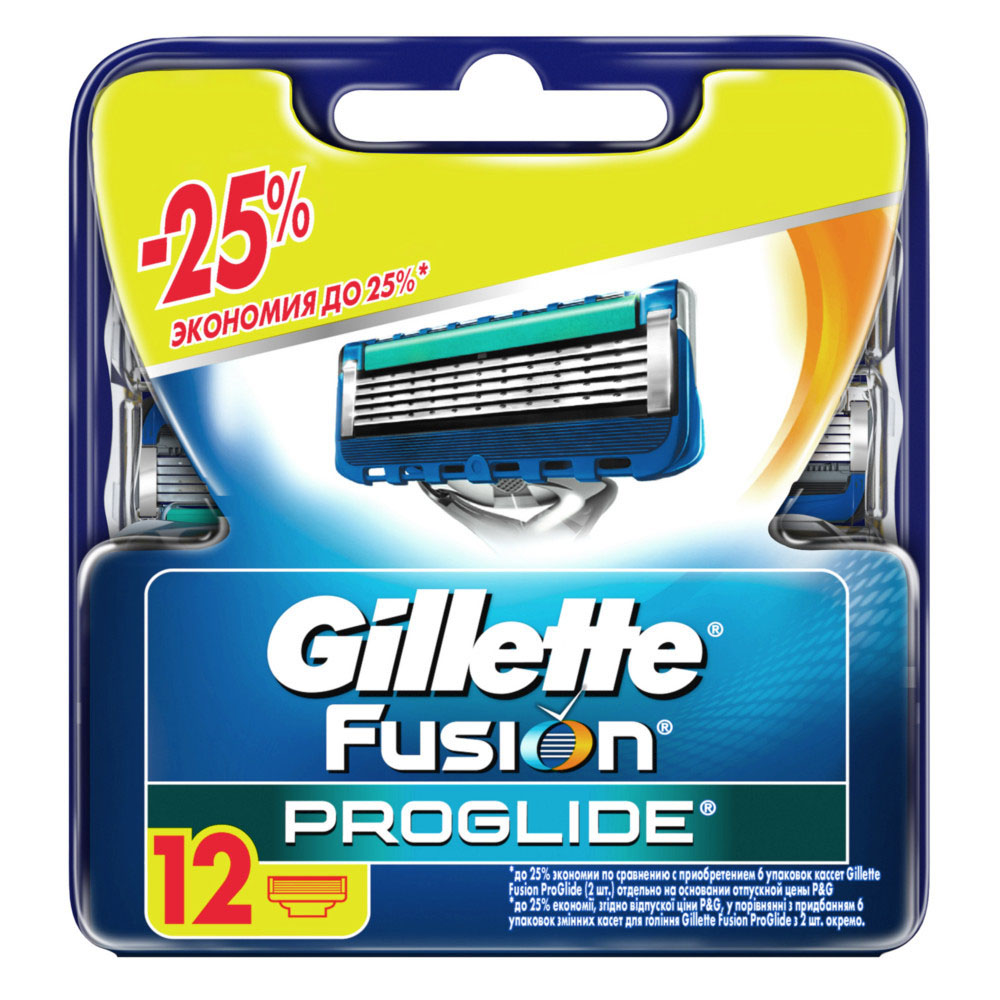 -25%
ЭКОНОМИЯ ДО 25%*
Gillette®
FUSION®
PROGLIDE®
12
*до 25% экономии по сравнению с приобретением 6 упаковок кассет Gillette
Fusion ProGlide (2 шт.) отдельно на основании отпускной цены P&G
*до 25% економії, згідно відпускої ціни P&G, у порівнянні з придбанням 6
упаковок змінних касет для гоління Gillette Fusion ProGlide з 2 шт. окремо.